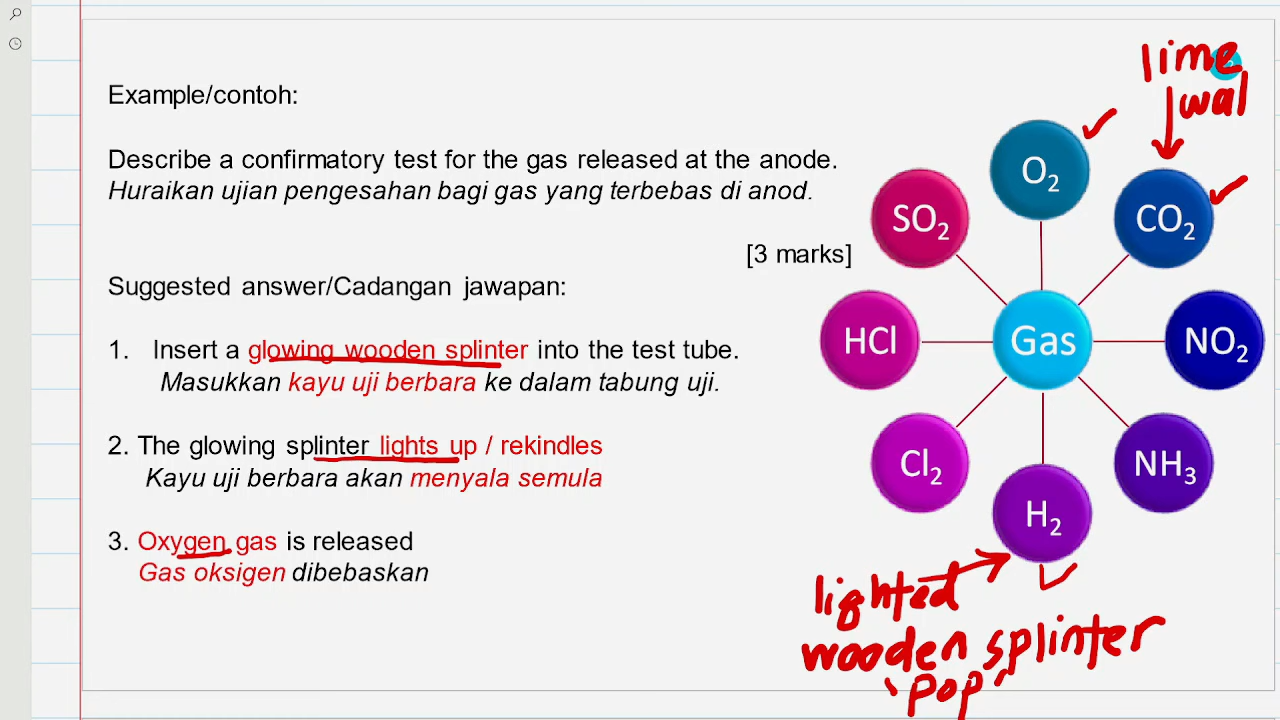 Example/contoh:
Describe a confirmatory test for the gas released at the anode.
Huraikan ujian pengesahan bagi gas yang terbebas di anod.
[3 marks]
Suggested answer/Cadangan jawapan:
1. Insert a glowing wooden splinter into the test tube.
Masukkan kayu uji berbara ke dalam tabung uji.
2. The glowing splinter lights up / rekindles
Kayu uji berbara akan menyala semula
3. Oxygen gas is released
Gas oksigen dibebaskan
lime
wal
O₂
SO₂
CO₂
HCl
Gas
NO₂
Cl₂
NH₃
H₂
lighted
wooden splinter
'Pop'